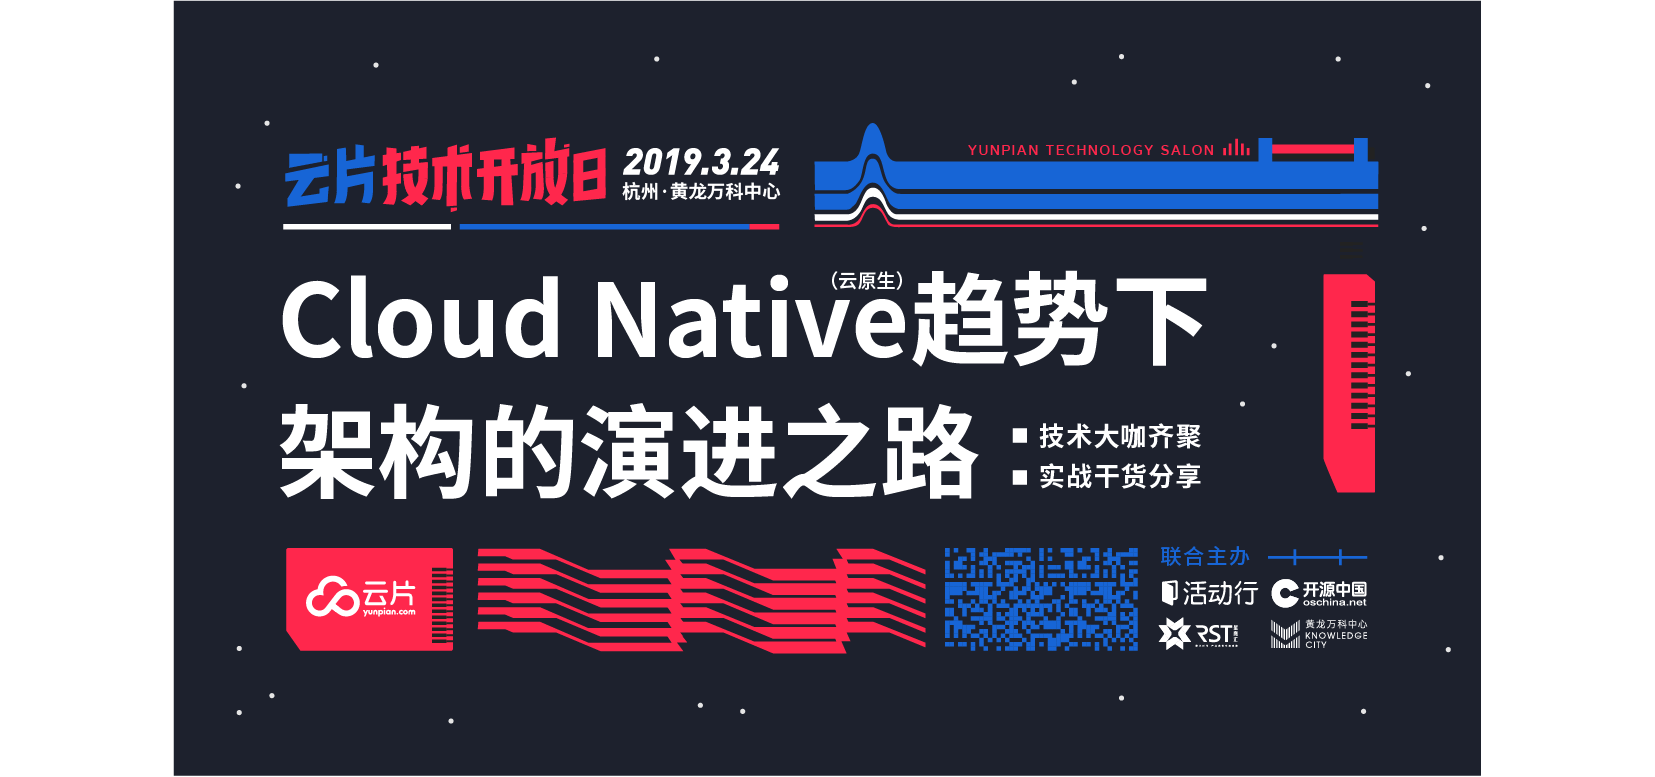 云片技术开放日
2019.3.24
杭州·黄龙万科中心
YUNPIAN TECHNOLOGY SALON
（云原生）
Cloud Native趋势下
架构的演进之路
技术大咖齐聚
实战干货分享
云片
yunpian.com
联合主办
活动行
开源中国
oschina.net
RST
黄龙万科中心
KNOWLEDGE
CITY